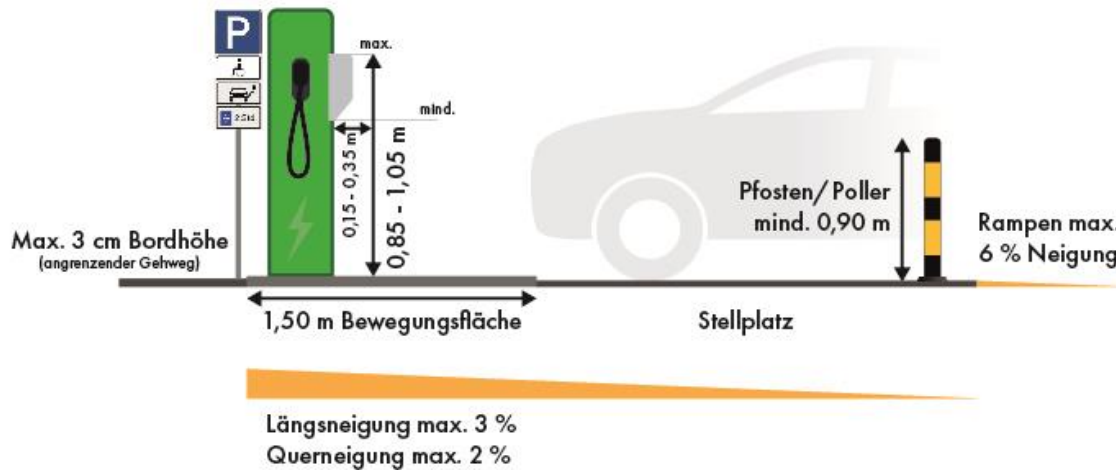 P
max.
mind.
0,15 - 0,35 m
0,85 - 1,05 m
Pfosten/Poller
mind. 0,90 m
Max. 3 cm Bordhöhe
(angrenzender Gehweg)
Rampen max.
6 % Neigung
1,50 m Bewegungsfläche
Stellplatz
Längsneigung max. 3 %
Querneigung max. 2 %